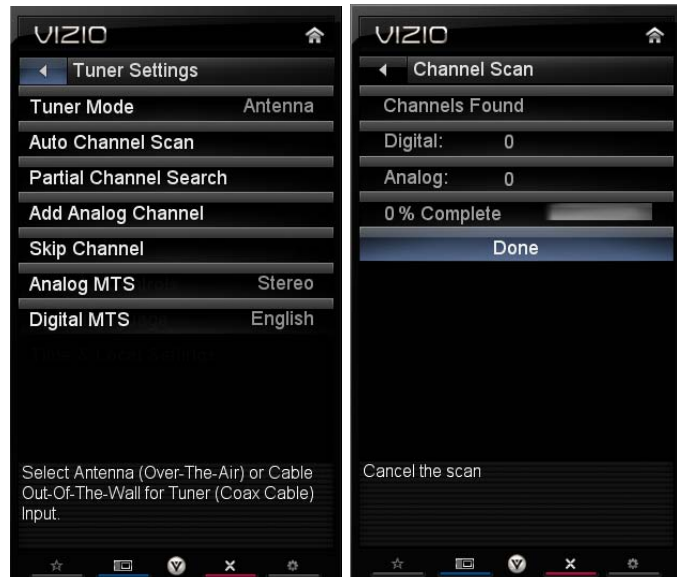 VIZIO
Tuner Settings
Tuner Mode Antenna
Auto Channel Scan
Partial Channel Search
Add Analog Channel
Skip Channel
Analog MTS Stereo
Digital MTS English
Select Antenna (Over-The-Air) or Cable
Out-Of-The-Wall for Tuner (Coax Cable)
Input.
VIZIO
Channel Scan
Channels Found
Digital: 0
Analog: 0
0 % Complete
Done
Cancel the scan